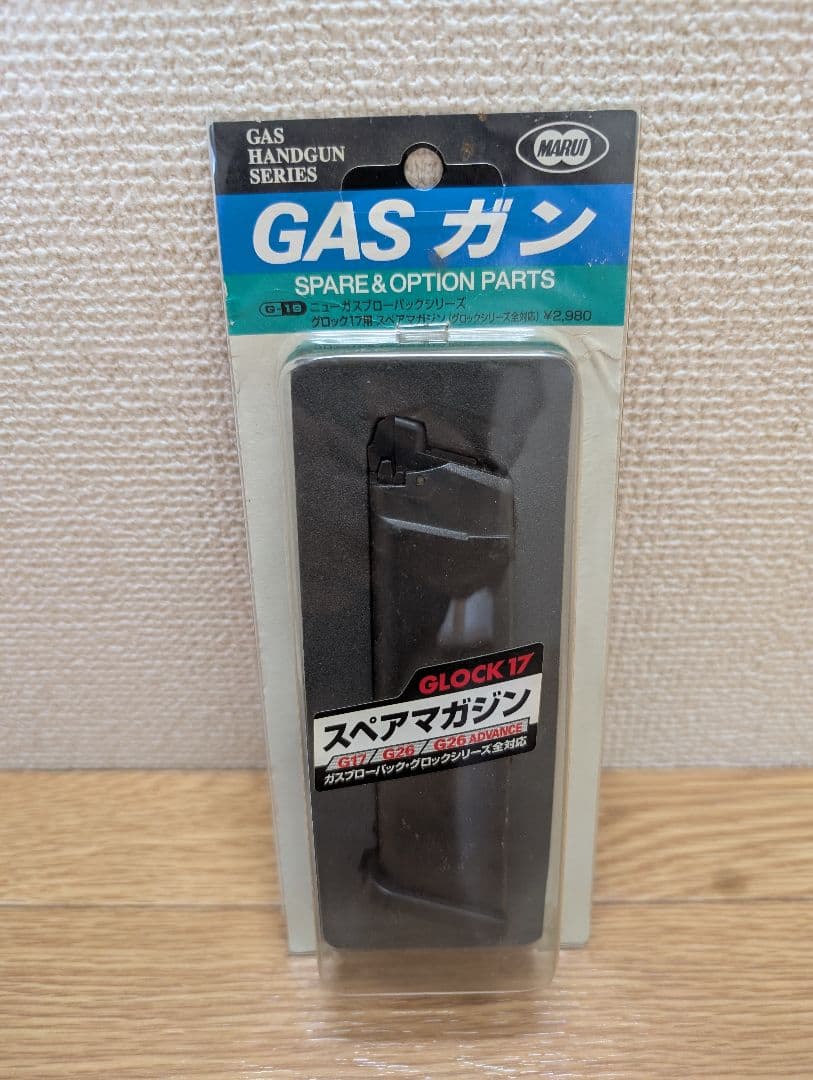 GAS
HANDGUN
SERIES
MARUI
GAS ガン
SPARE & OPTION PARTS
G-19 ニューガスブローバックシリーズ
グロック17用 スペアマガジン(グロックシリーズ全対応) ¥2,980
GLOCK 17
スペアマガジン
G17 / G26 / G26 ADVANCE
ガスブローバック・グロックシリーズ全対応